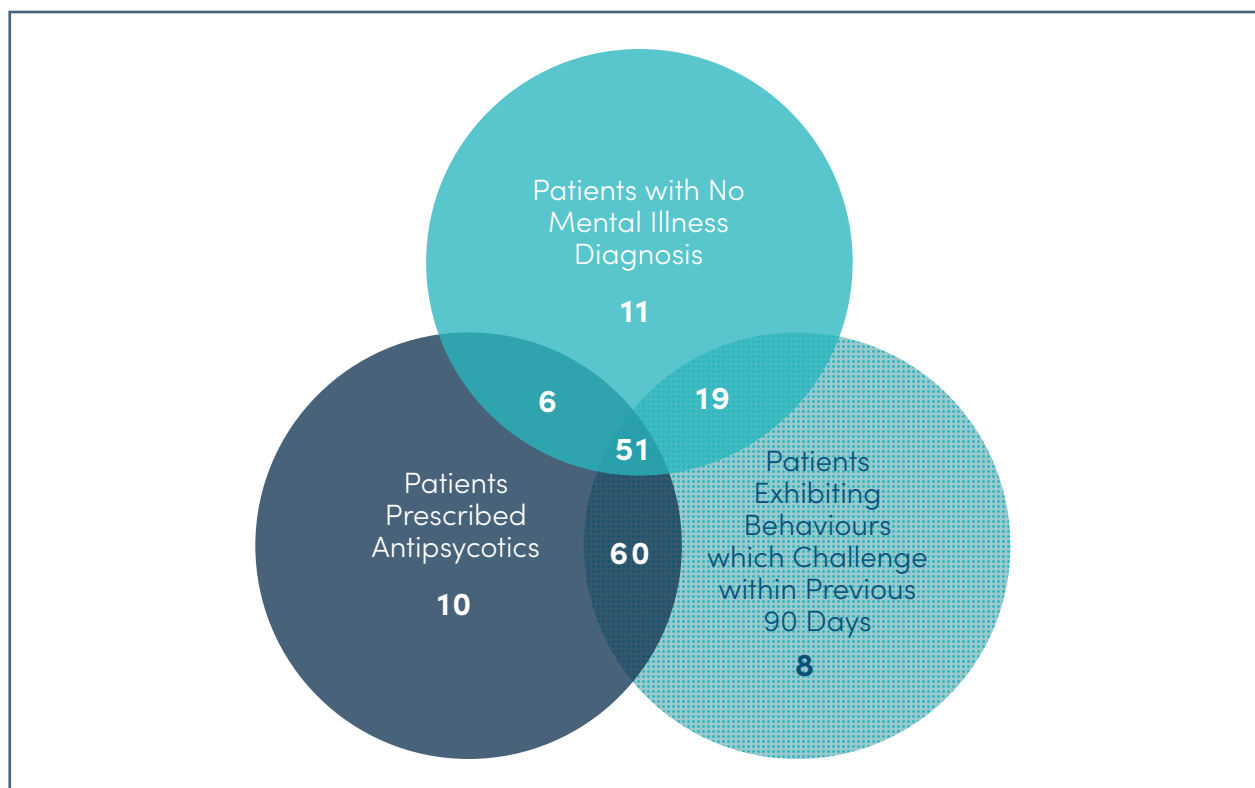 Patients with No
Mental Illness
Diagnosis
11
6
19
51
Patients
Prescribed
Antipsycotics
10
60
Patients
Exhibiting
Behaviours
which Challenge
within Previous
90 Days
8